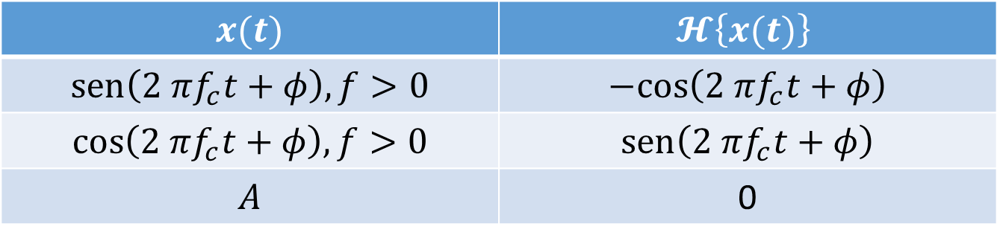 x(t) ℋ{x(t)}
sen(2 πf_c t + ϕ), f > 0 −cos(2 πf_c t + ϕ)
cos(2 πf_c t + ϕ), f > 0 sen(2 πf_c t + ϕ)
A 0